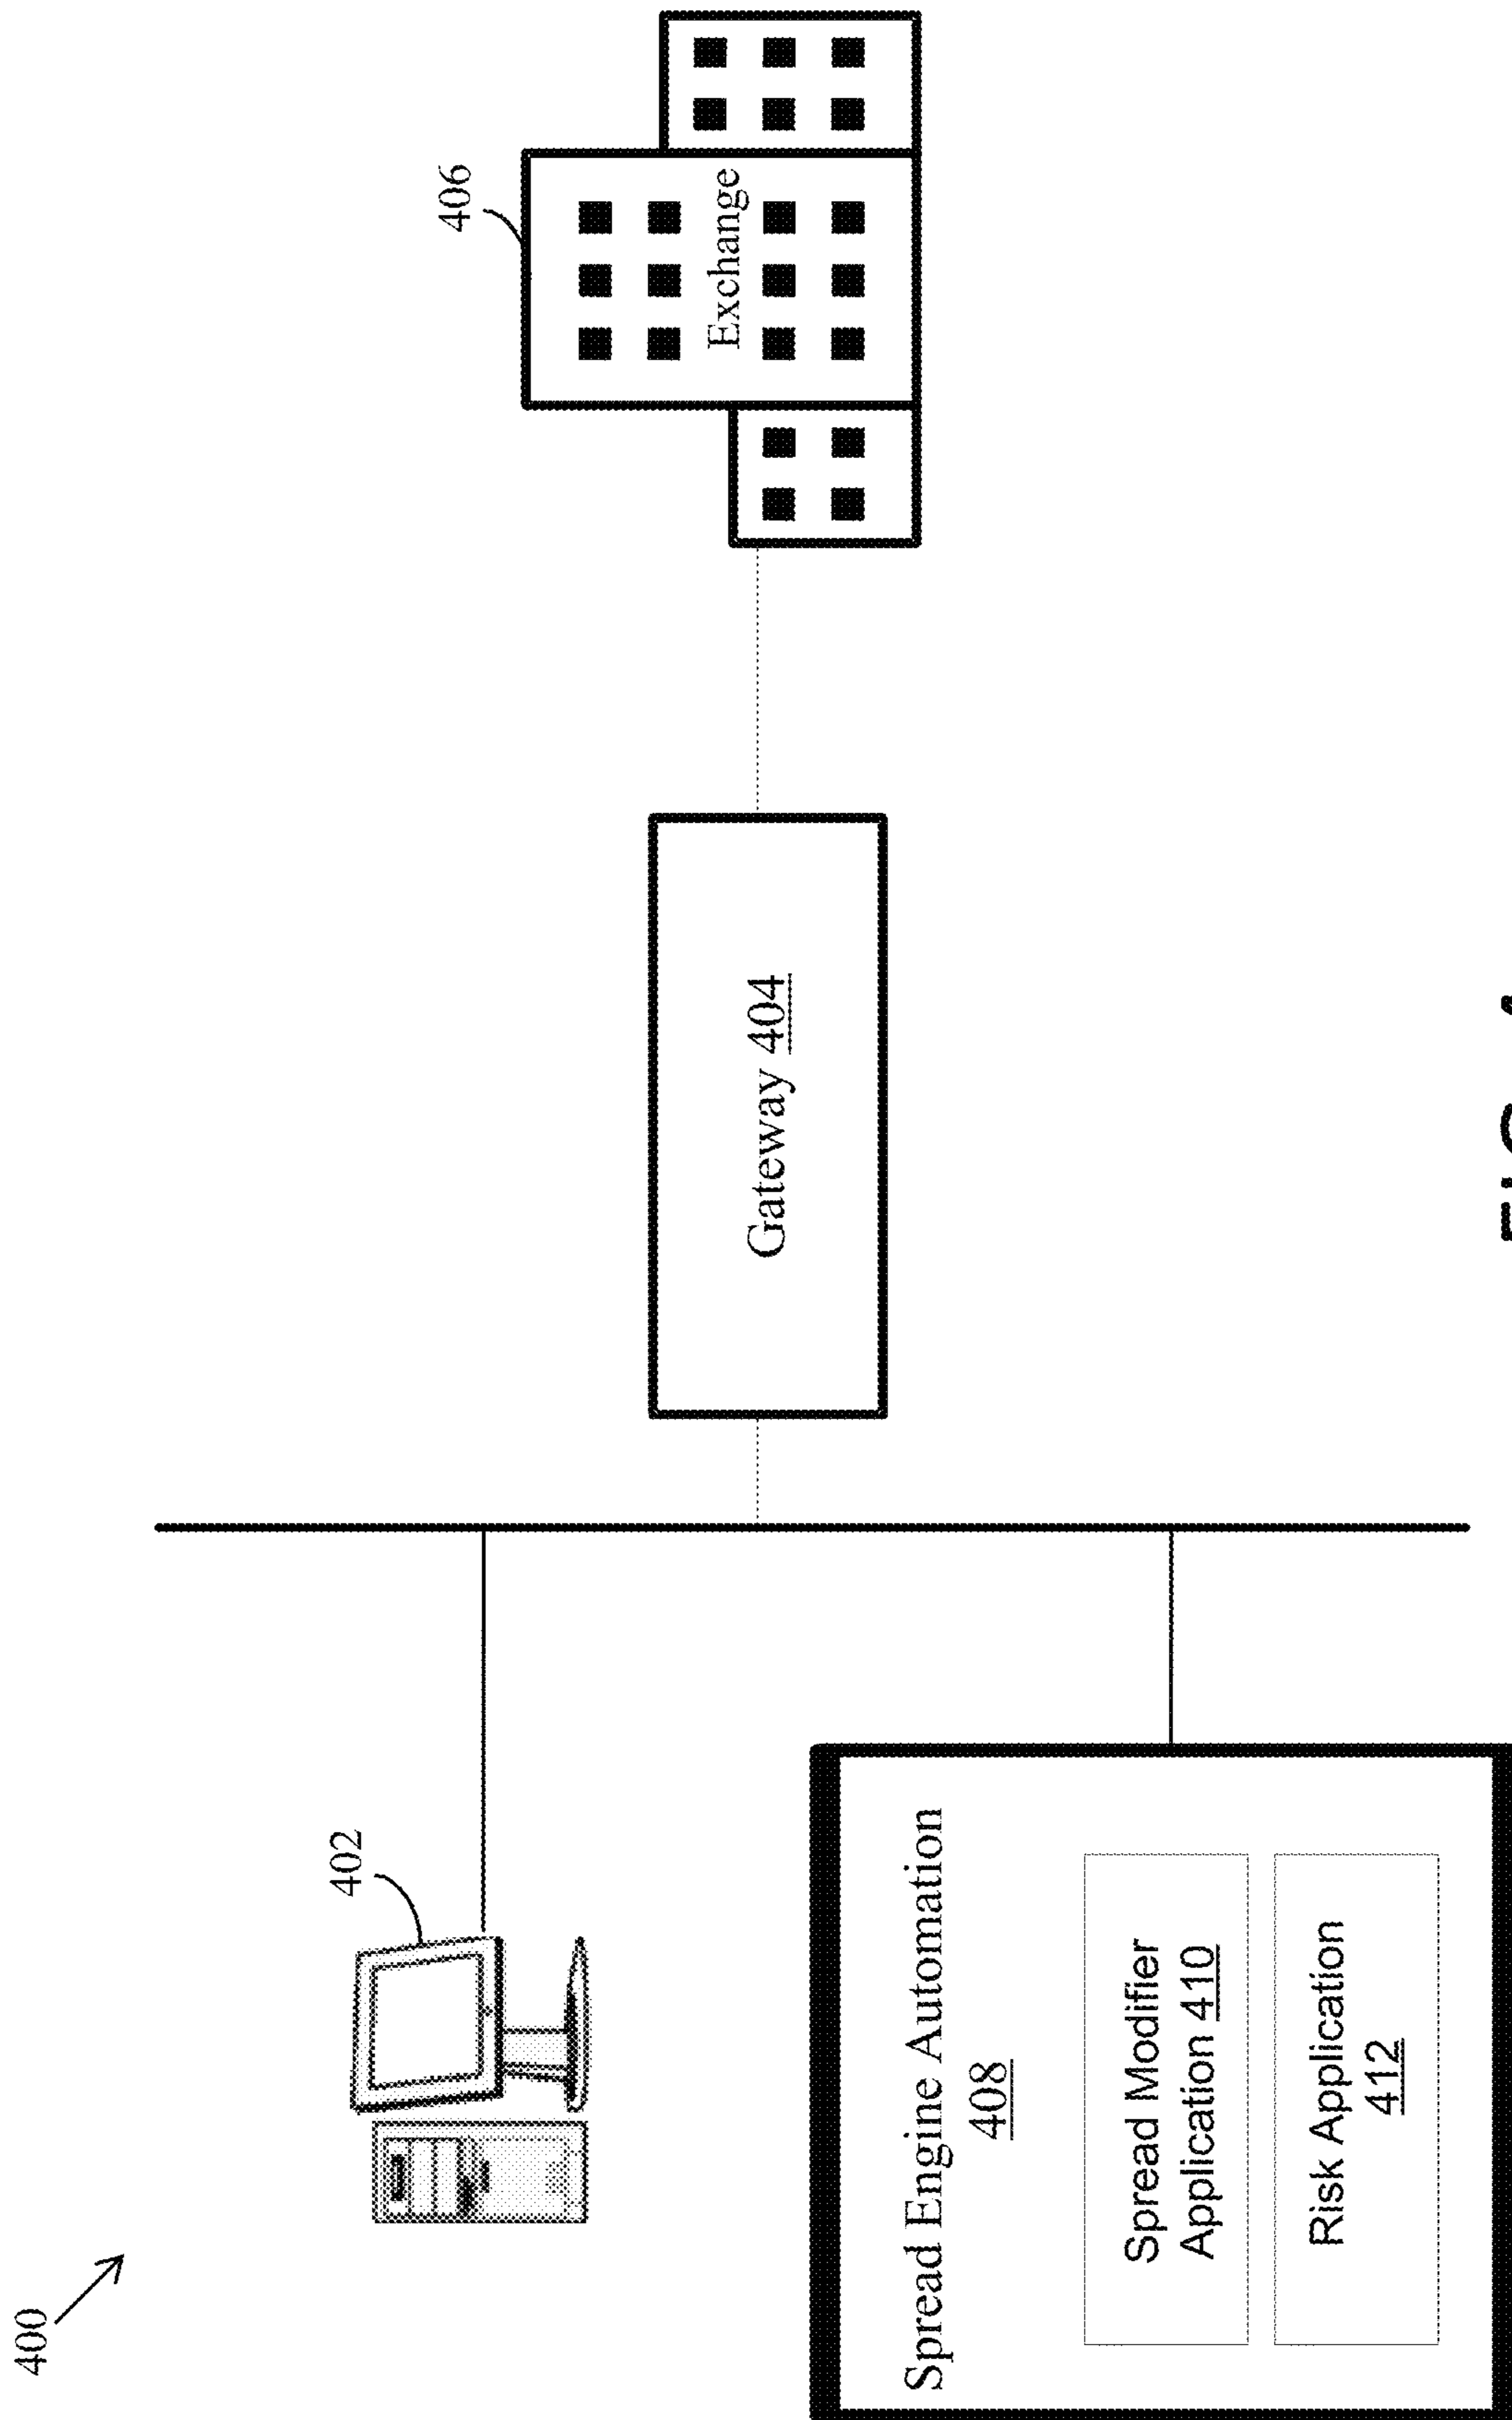 400
402
406
Exchange
Gateway 404
Spread Engine Automation
408
Spread Modifier
Application 410
Risk Application
412